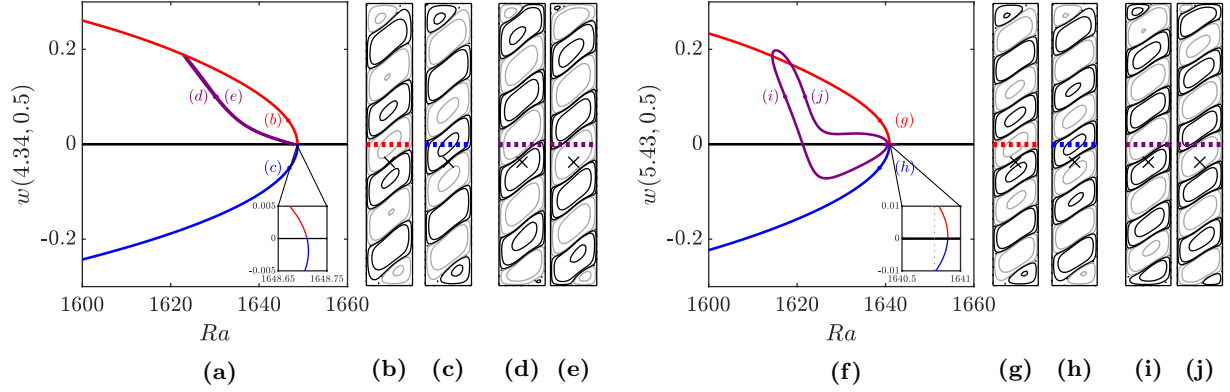 w(4.34, 0.5)
0.2
0
-0.2
1600
1620
1640
1660
Ra
(a)
(d)
(e)
(b)
(c)
0.005
0
-0.005
1648.65
1648.75
(b)
(c)
(d)
(e)
w(5.43, 0.5)
0.2
0
-0.2
1600
1620
1640
1660
Ra
(f)
(i)
(j)
(g)
(h)
0.01
0
-0.01
1640.5
1641
(g)
(h)
(i)
(j)